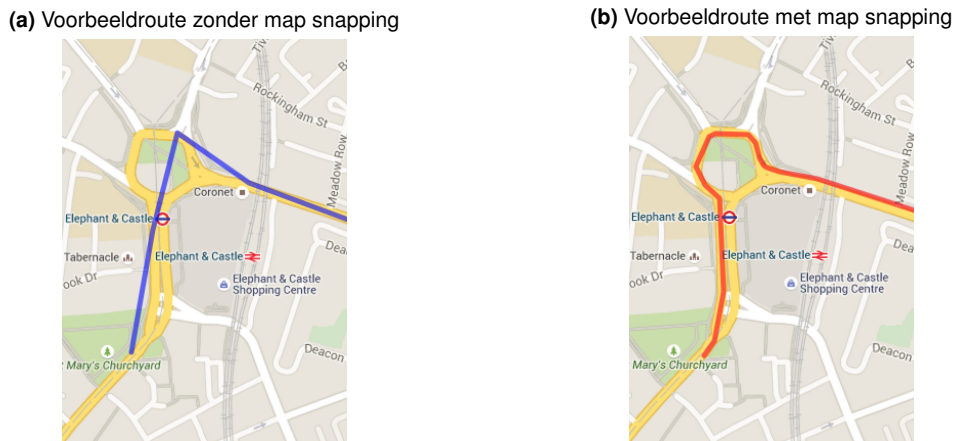 (a) Voorbeeldroute zonder map snapping
(b) Voorbeeldroute met map snapping
Rockingham St
Meadow Row
Coronet
Elephant & Castle
Tabernacle
Elephant & Castle
ook Dr
Elephant & Castle
Shopping Centre
Deacon
Mary's Churchyard
Rockingham St
Meadow Row
Coronet
Elephant & Castle
Tabernacle
Elephant & Castle
ook Dr
Elephant & Castle
Shopping Centre
Deacon
Mary's Churchyard